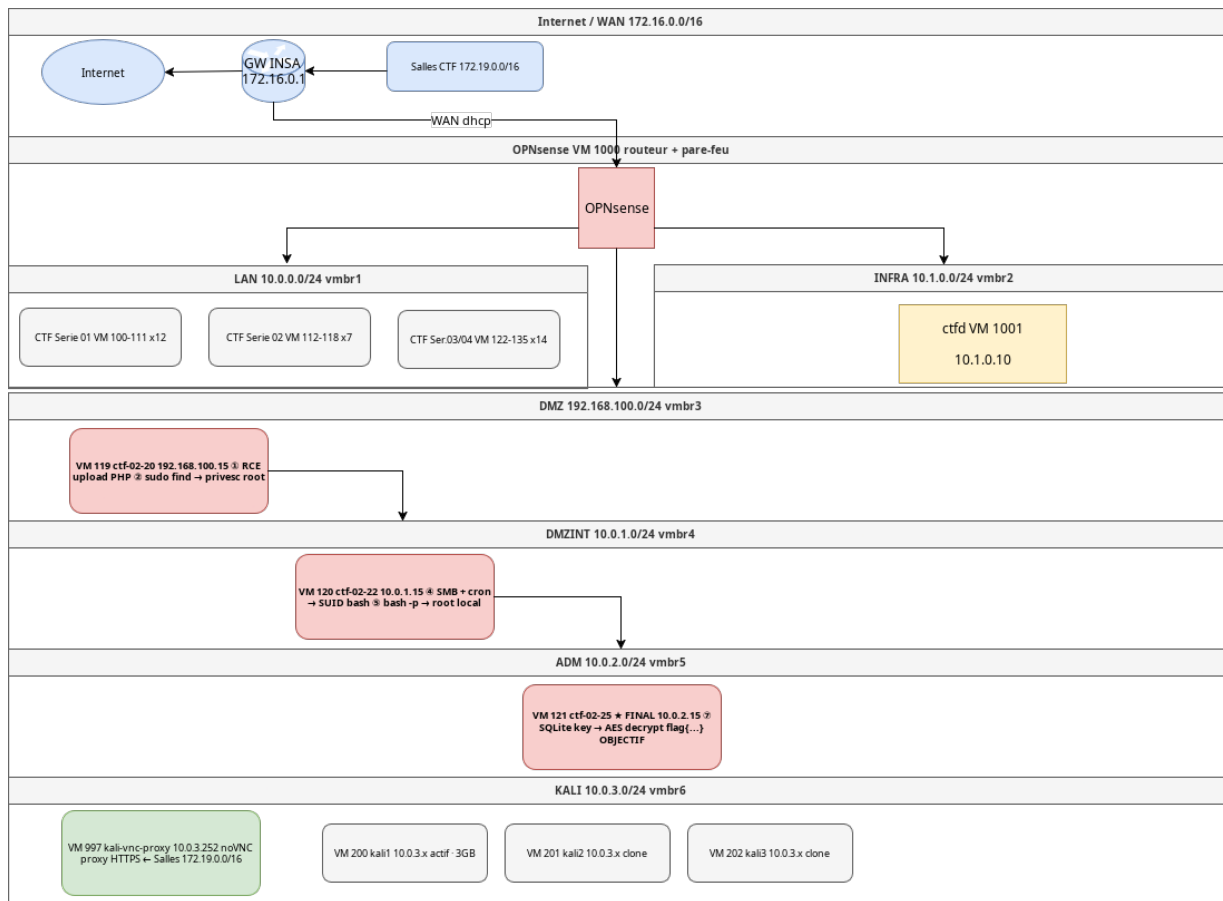 Internet / WAN 172.16.0.0/16
Internet
GW INSA
172.16.0.1
Salles CTF 172.19.0.0/16
WAN dhcp
OPNsense VM 1000 routeur + pare-feu
OPNsense
LAN 10.0.0.0/24 vmbr1
CTF Serie 01 VM 100-111 x12
CTF Serie 02 VM 112-118 x7
CTF Ser.03/04 VM 122-135 x14
INFRA 10.1.0.0/24 vmbr2
ctfd VM 1001
10.1.0.10
DMZ 192.168.100.0/24 vmbr3
VM 119 ctf-02-20 192.168.100.15 ① RCE
upload PHP ② sudo find → privesc root
DMZINT 10.0.1.0/24 vmbr4
VM 120 ctf-02-22 10.0.1.15 ④ SMB + cron
→ SUID bash ⑤ bash -p → root local
ADM 10.0.2.0/24 vmbr5
VM 121 ctf-02-25 ★ FINAL 10.0.2.15 ⑦
SQLite key → AES decrypt flag{...}
OBJECTIF
KALI 10.0.3.0/24 vmbr6
VM 997 kali-vnc-proxy 10.0.3.252 noVNC
proxy HTTPS ← Salles 172.19.0.0/16
VM 200 kali1 10.0.3.x actif · 3GB
VM 201 kali2 10.0.3.x clone
VM 202 kali3 10.0.3.x clone